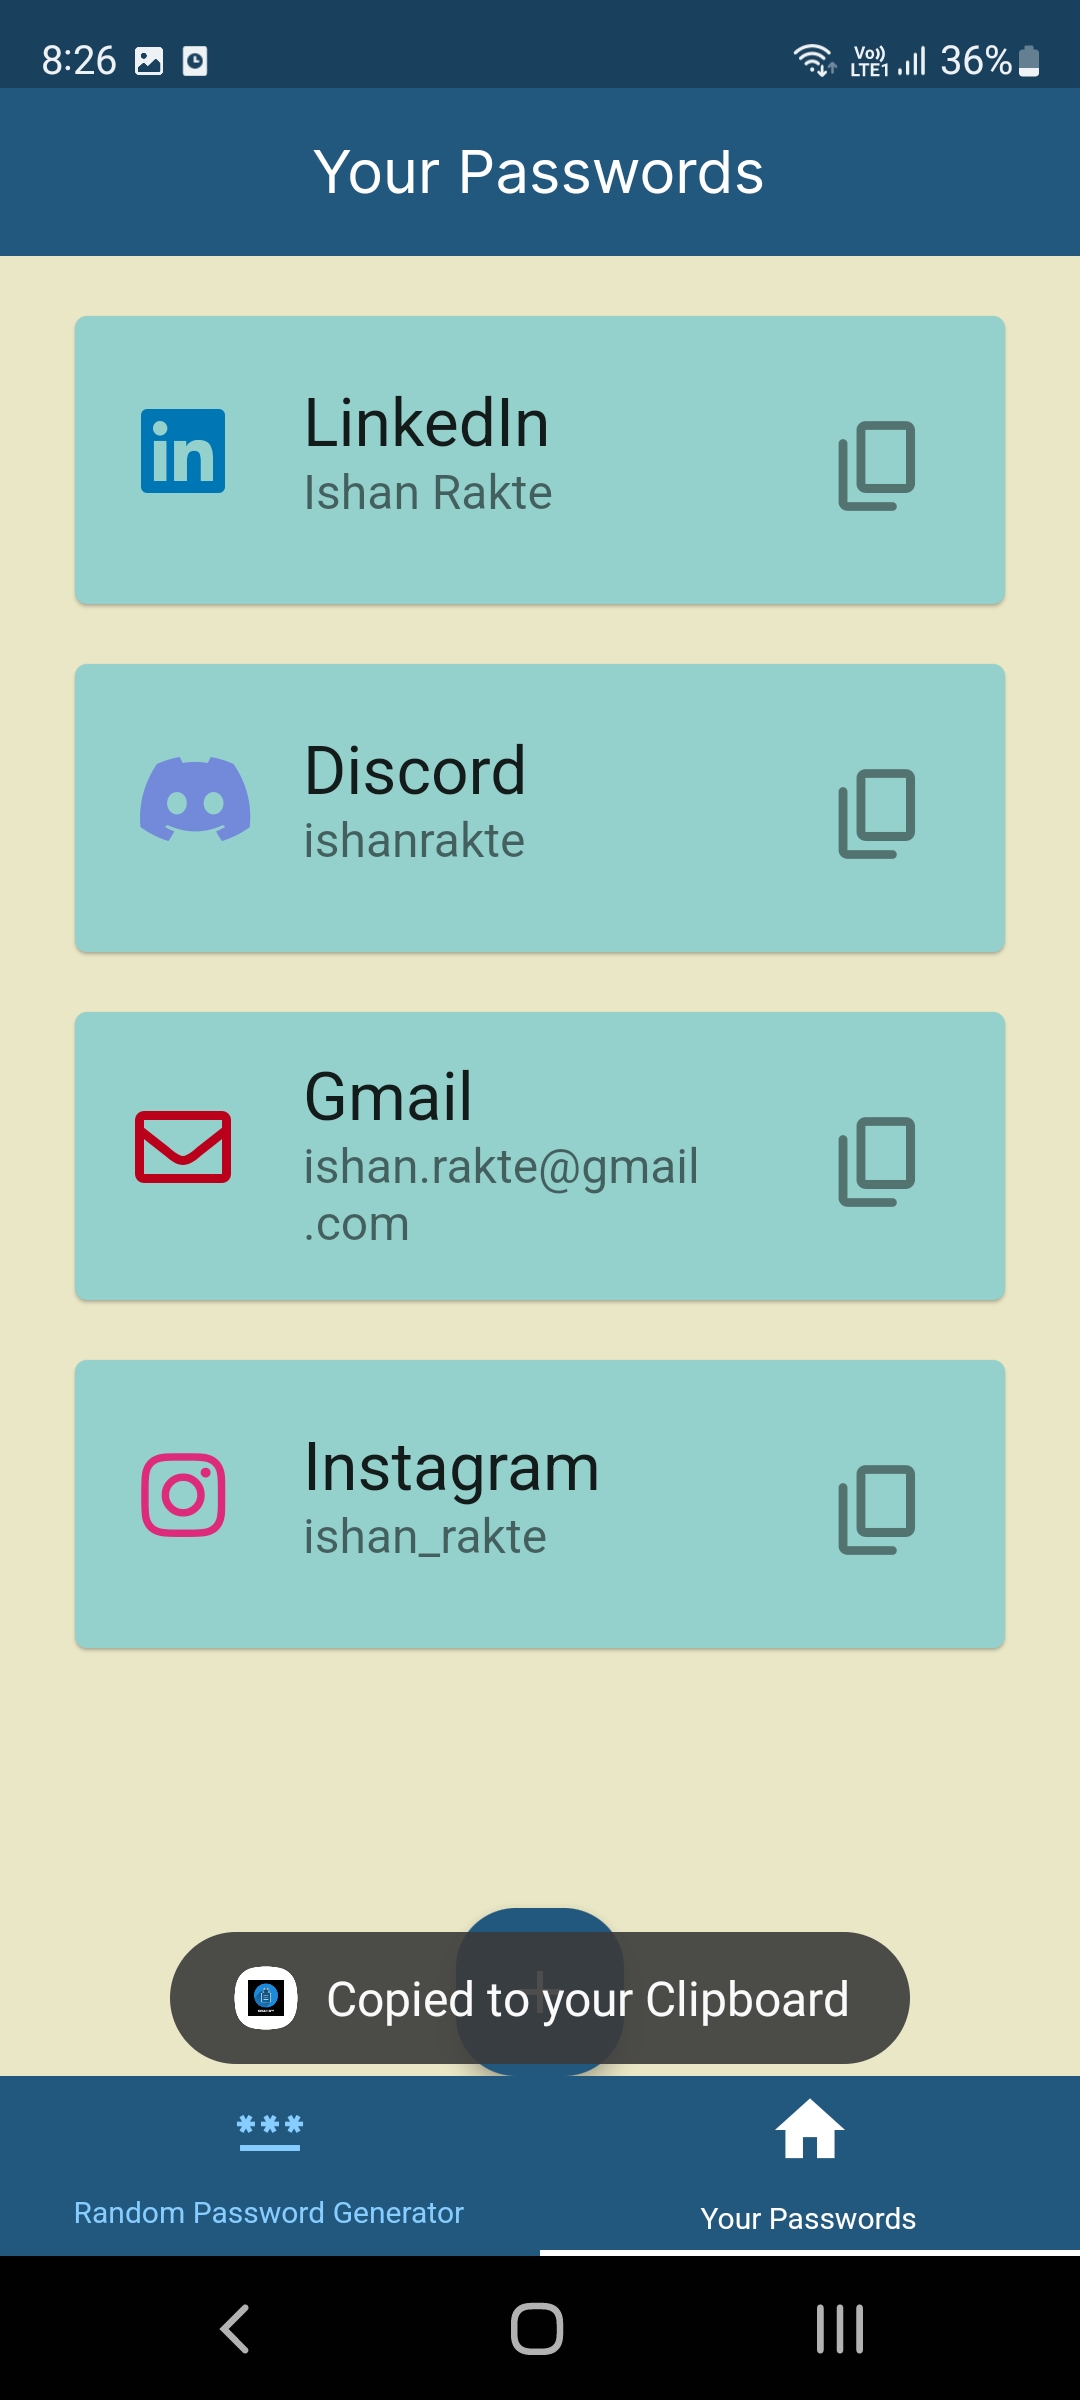 8:26
Vo))
LTE1
36%
Your Passwords
LinkedIn
Ishan Rakte
Discord
ishanrakte
Gmail
ishan.rakte@gmail
.com
Instagram
ishan_rakte
Copied to your Clipboard
***
Random Password Generator
Your Passwords